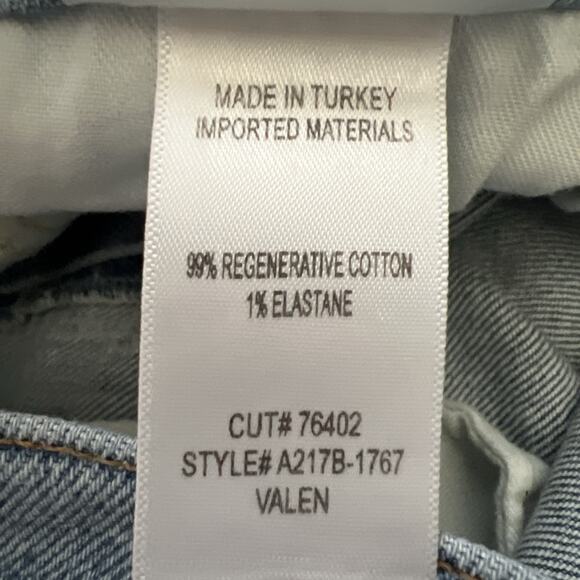 MADE IN TURKEY
IMPORTED MATERIALS
99% REGENERATIVE COTTON
1% ELASTANE
CUT# 76402
STYLE# A217B-1767
VALEN